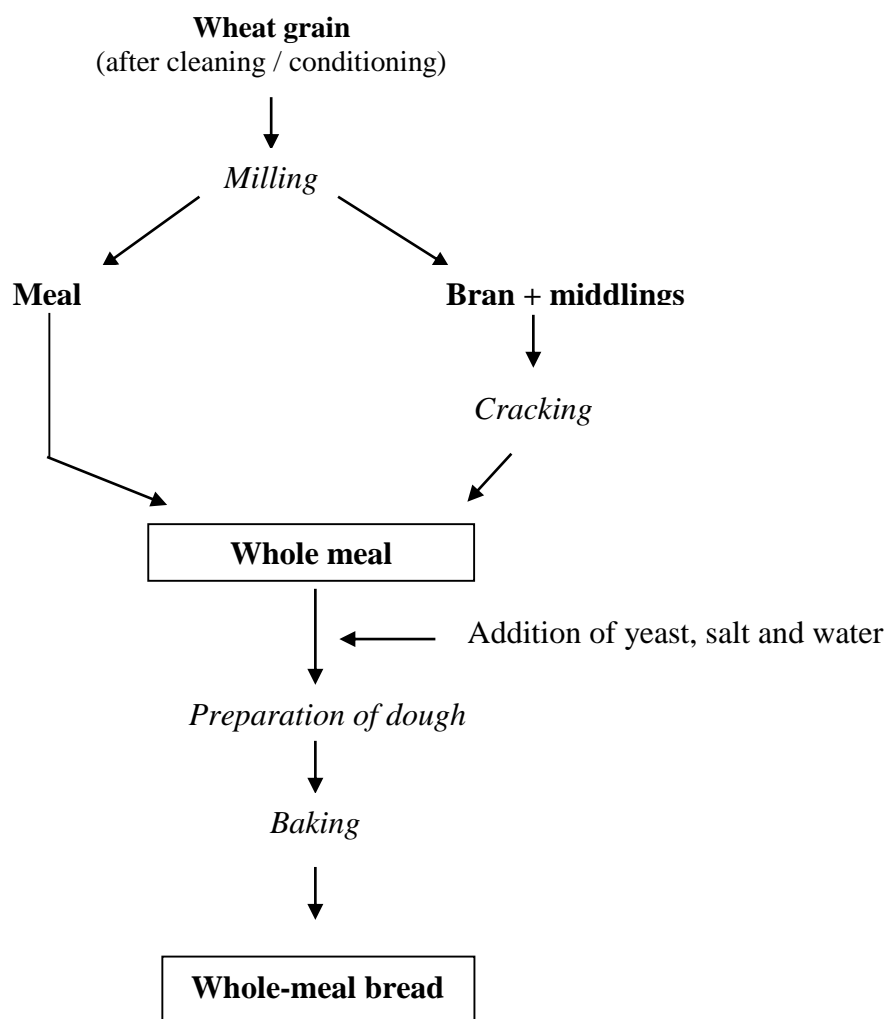 Wheat grain
(after cleaning / conditioning)
Milling
Meal
Bran + middlings
Cracking
Whole meal
Addition of yeast, salt and water
Preparation of dough
Baking
Whole-meal bread